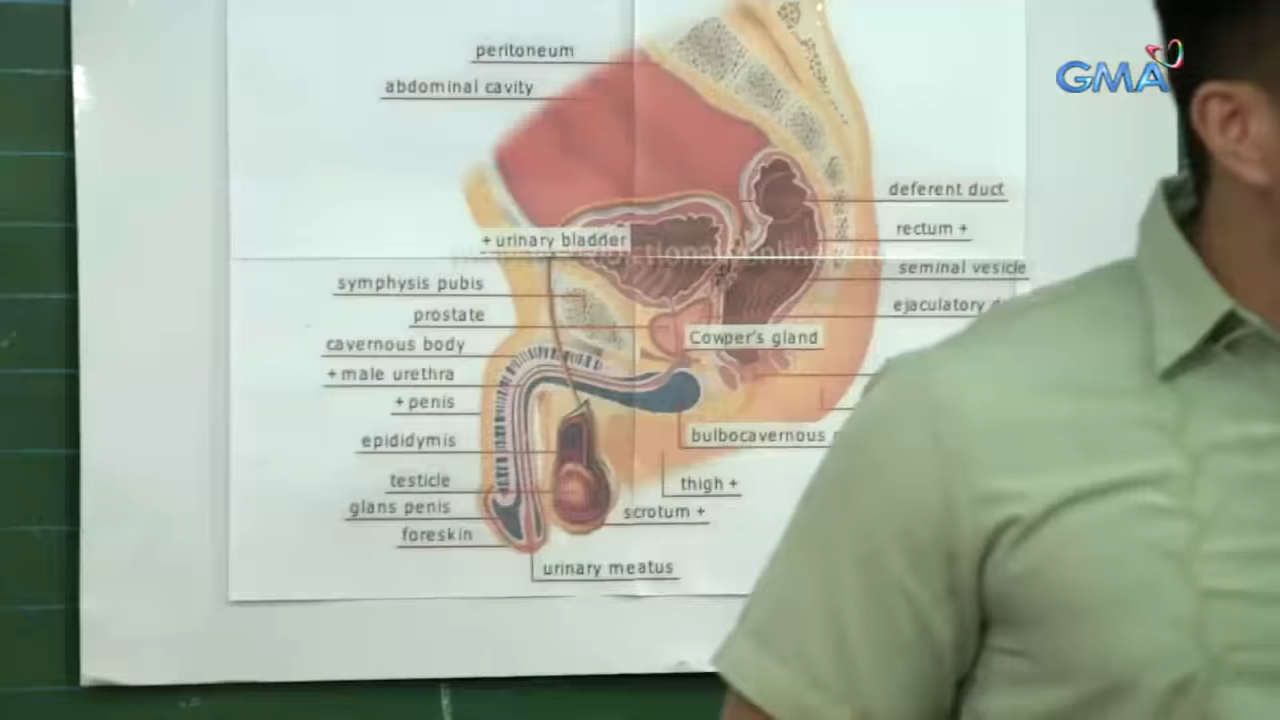 GMA
peritoneum
abdominal cavity
deferent duct
rectum +
+ urinary bladder
seminal vesicle
symphysis pubis
ejaculatory
prostate
Cowper's gland
cavernous body
+ male urethra
+ penis
bulbocavernous
epididymis
testicle
thigh +
glans penis
scrotum +
foreskin
urinary meatus